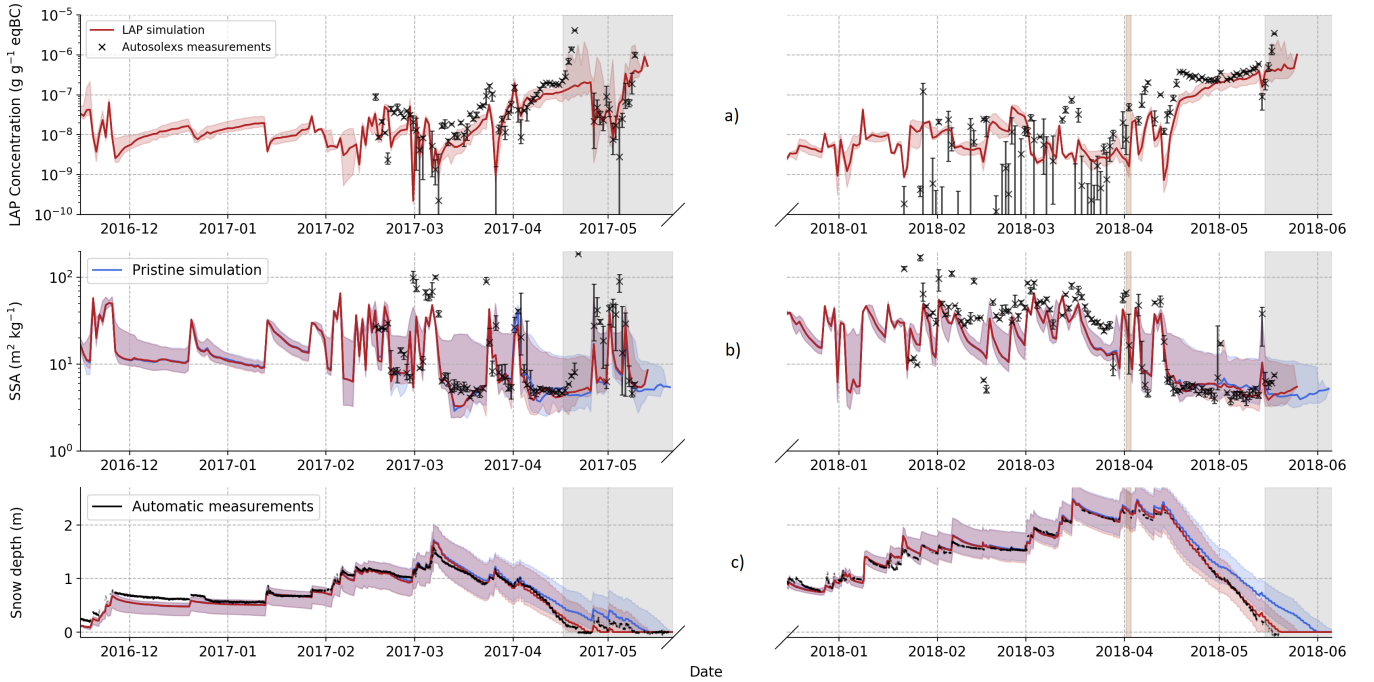 LAP Concentration (g g⁻¹ eqBC)
10⁻⁵
10⁻⁶
10⁻⁷
10⁻⁸
10⁻⁹
10⁻¹⁰
LAP simulation
Autosolexs measurements
a)
2016-12 2017-01 2017-02 2017-03 2017-04 2017-05 2018-01 2018-02 2018-03 2018-04 2018-05 2018-06
SSA (m² kg⁻¹)
10²
10¹
10⁰
Pristine simulation
b)
2016-12 2017-01 2017-02 2017-03 2017-04 2017-05 2018-01 2018-02 2018-03 2018-04 2018-05 2018-06
Snow depth (m)
2
1
0
Automatic measurements
c)
2016-12 2017-01 2017-02 2017-03 2017-04 2017-05 2018-01 2018-02 2018-03 2018-04 2018-05 2018-06
Date